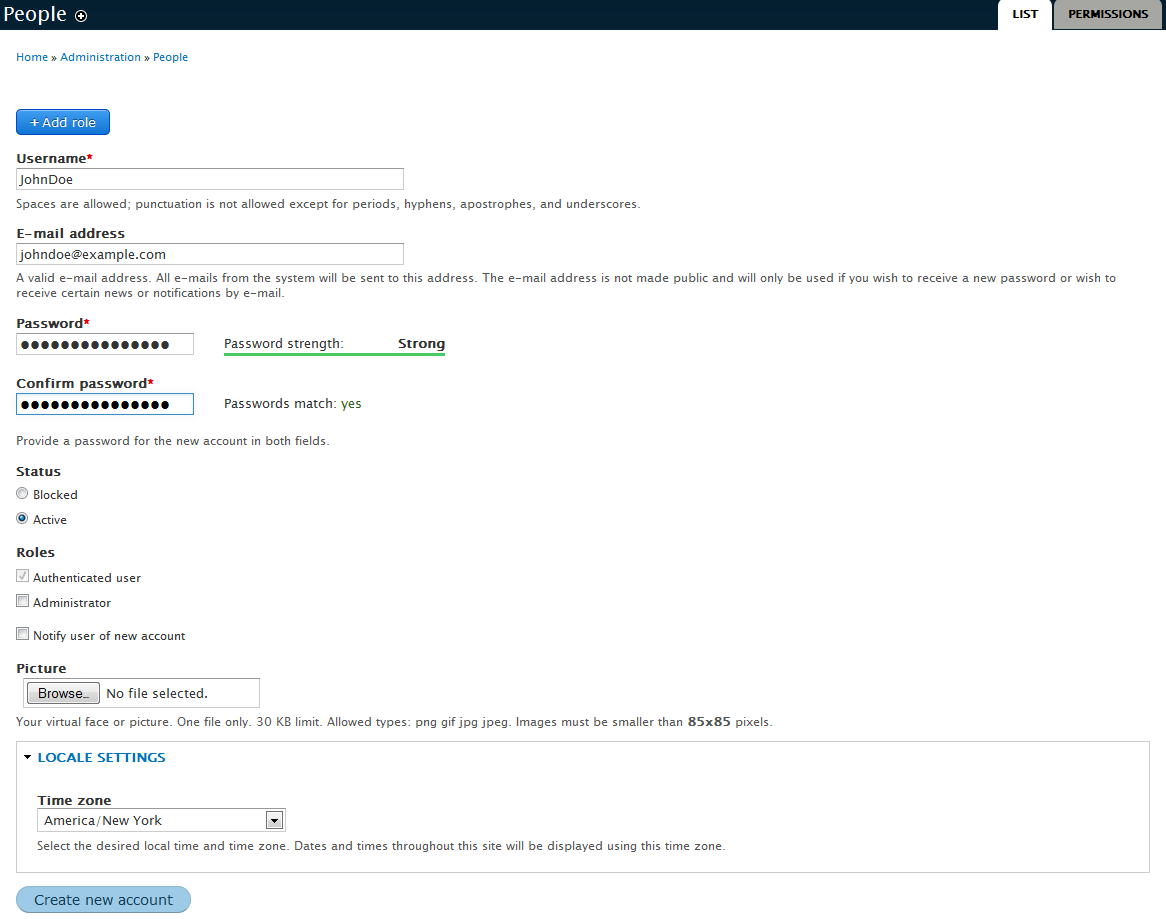 People
LIST
PERMISSIONS
Home » Administration » People
+ Add role
Username*
JohnDoe
Spaces are allowed; punctuation is not allowed except for periods, hyphens, apostrophes, and underscores.
E-mail address
johndoe@example.com
A valid e-mail address. All e-mails from the system will be sent to this address. The e-mail address is not made public and will only be used if you wish to receive a new password or wish to
receive certain news or notifications by e-mail.
Password*
●●●●●●●●●●●●●●● Password strength: Strong
Confirm password*
●●●●●●●●●●●●●●● Passwords match: yes
Provide a password for the new account in both fields.
Status
Blocked
Active
Roles
Authenticated user
Administrator
Notify user of new account
Picture
Browse... No file selected.
Your virtual face or picture. One file only. 30 KB limit. Allowed types: png gif jpg jpeg. Images must be smaller than 85x85 pixels.
LOCALE SETTINGS
Time zone
America/New York
Select the desired local time and time zone. Dates and times throughout this site will be displayed using this time zone.
Create new account